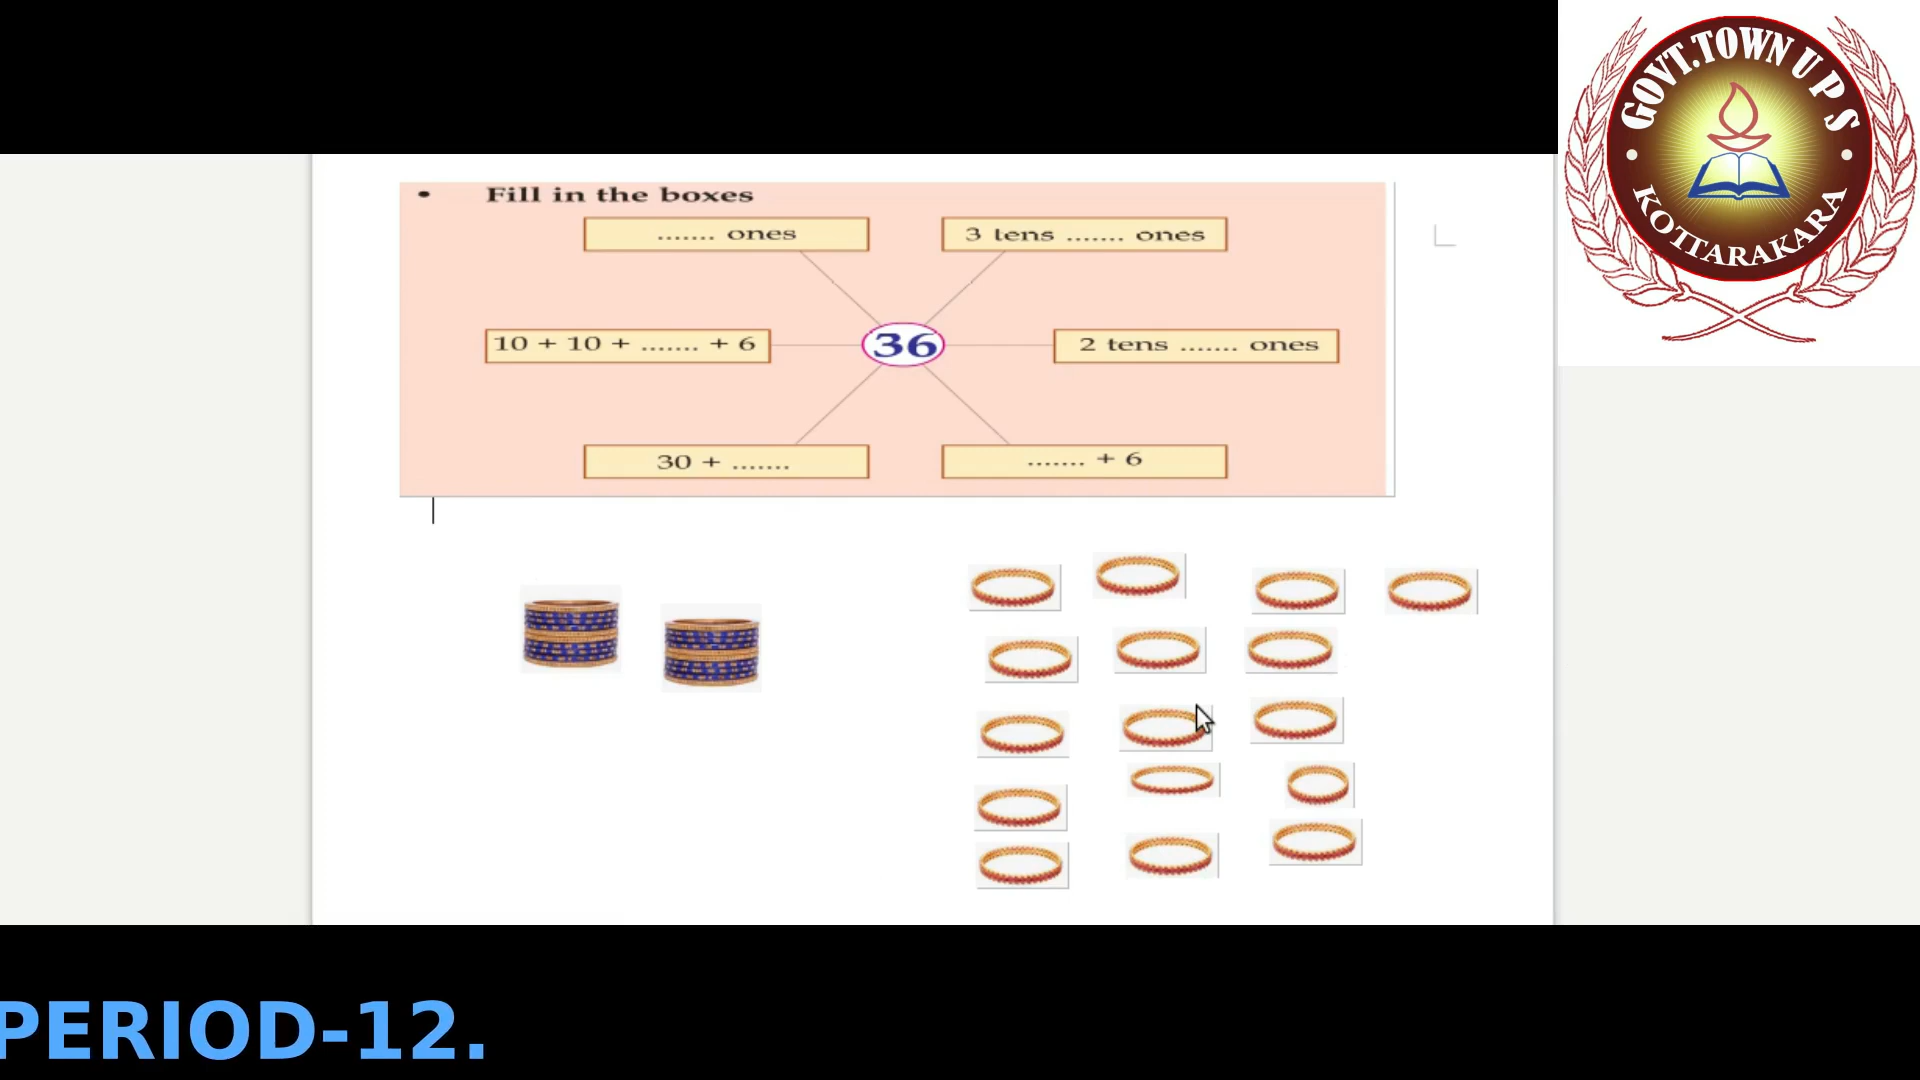 GOVT.TOWN U P S
KOTTARAKARA
• Fill in the boxes
....... ones
3 tens ....... ones
10 + 10 + ....... + 6
36
2 tens ....... ones
30 + .......
....... + 6
PERIOD-12.